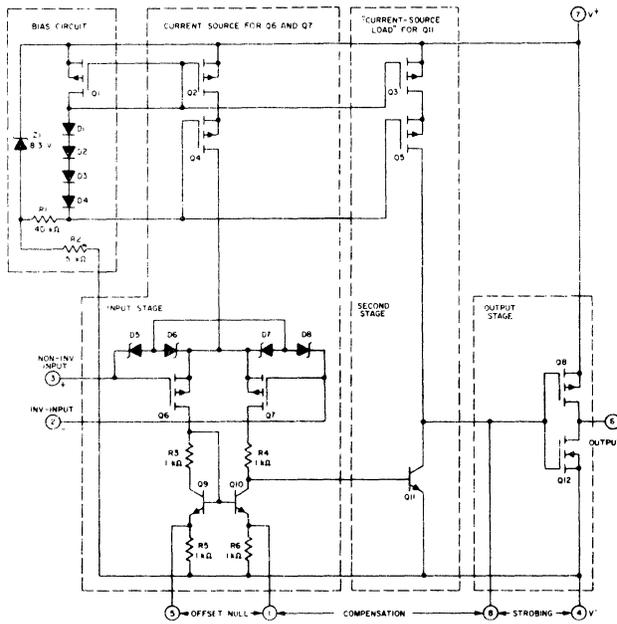 BIAS CIRCUIT
CURRENT SOURCE FOR Q6 AND Q7
"CURRENT-SOURCE
LOAD" FOR Q11
7 V+
Q1
Q2
Q3
D1
Z1
8.3 V
D2
Q4
Q5
D3
D4
R1
40 kΩ
R2
5 kΩ
INPUT STAGE
SECOND
STAGE
OUTPUT
STAGE
D5
D6
D7
D8
NON-INV
INPUT
3
+
Q8
Q6
Q7
INV-INPUT
2
-
6
OUTPUT
R3
1 kΩ
R4
1 kΩ
Q9
Q10
Q11
Q12
R5
1 kΩ
R6
1 kΩ
5 OFFSET NULL 1 COMPENSATION 8 STROBING 4 V-